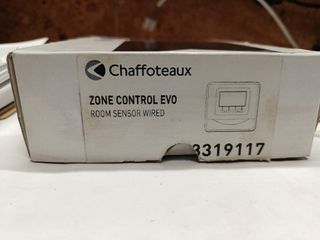 Chaffoteaux
ZONE CONTROL EVO
ROOM SENSOR WIRED
3319117